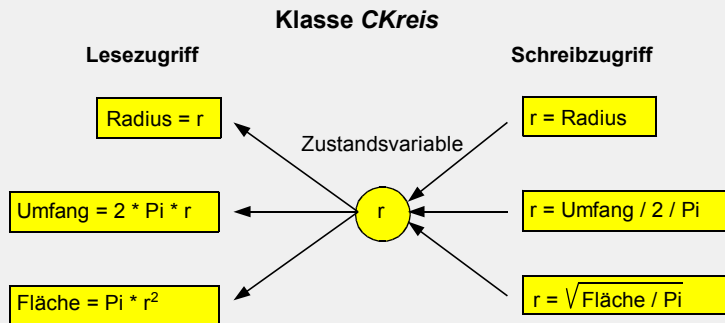 Klasse CKreis
Lesezugriff
Schreibzugriff
Radius = r
r = Radius
Zustandsvariable
Umfang = 2 * Pi * r
r
r = Umfang / 2 / Pi
Fläche = Pi * r²
r = √Fläche / Pi